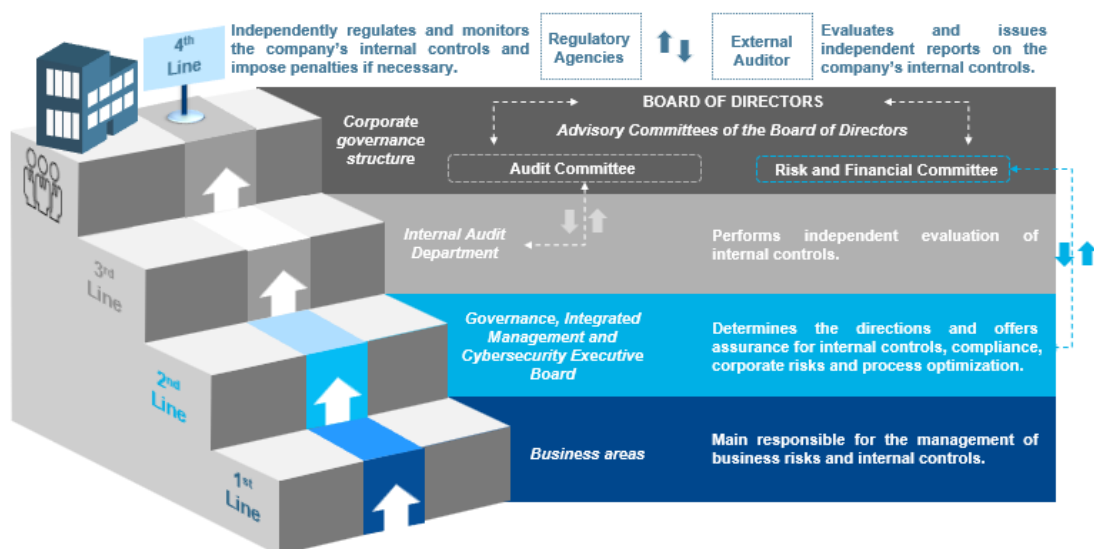 4th
Line
Independently regulates and monitors
the company's internal controls and
impose penalties if necessary.
Regulatory
Agencies
External
Auditor
Evaluates and issues
independent reports on the
company's internal controls.
Corporate
governance
structure
BOARD OF DIRECTORS
Advisory Committees of the Board of Directors
Audit Committee
Risk and Financial Committee
3rd
Line
Internal Audit
Department
Performs independent evaluation of
internal controls.
2nd
Line
Governance, Integrated
Management and
Cybersecurity Executive
Board
Determines the directions and offers
assurance for internal controls, compliance,
corporate risks and process optimization.
1st
Line
Business areas
Main responsible for the management of
business risks and internal controls.